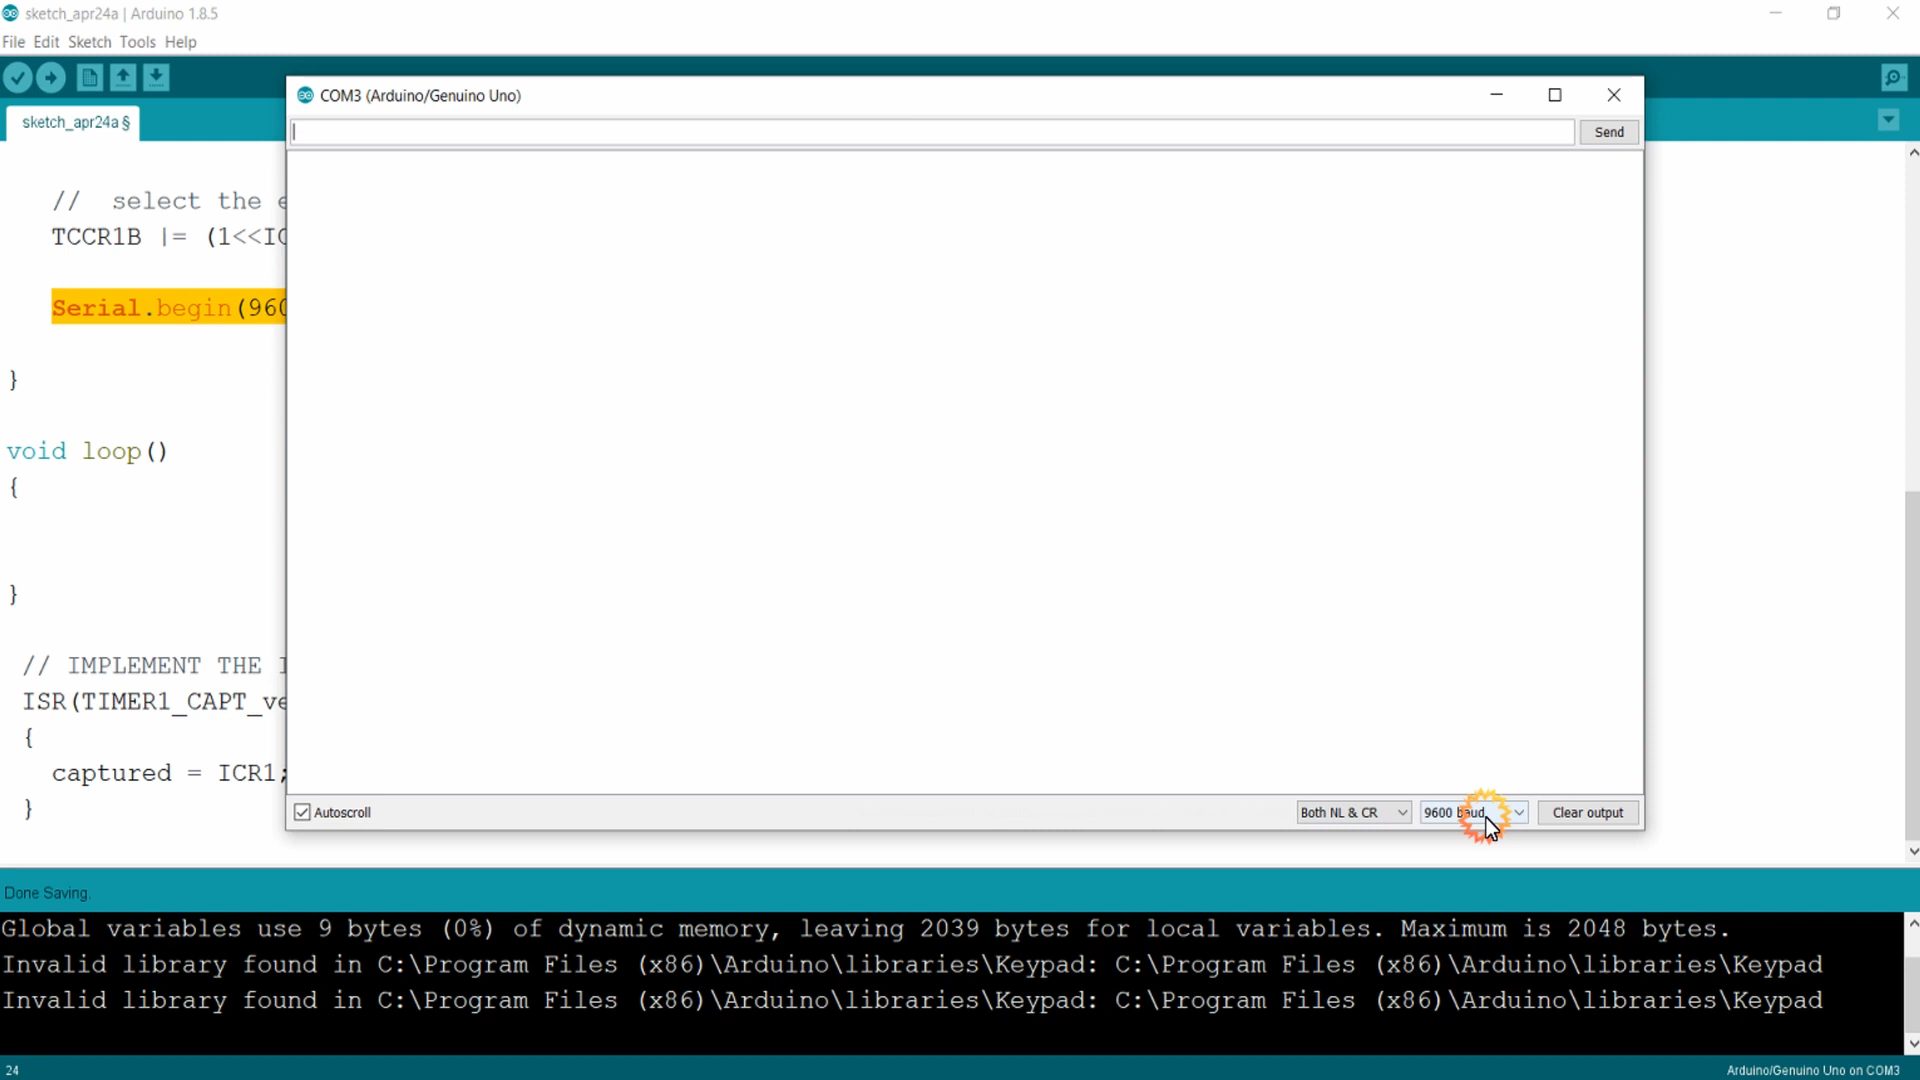 sketch_apr24a | Arduino 1.8.5
File Edit Sketch Tools Help
sketch_apr24a §
COM3 (Arduino/Genuino Uno)
Send
// select the
TCCR1B |= (1<<IC
Serial.begin(960
}
void loop()
{
}
// IMPLEMENT THE
ISR(TIMER1_CAPT_ve
{
captured = ICR1;
}
Autoscroll
Both NL & CR
9600 baud
Clear output
Done Saving.
Global variables use 9 bytes (0%) of dynamic memory, leaving 2039 bytes for local variables. Maximum is 2048 bytes.
Invalid library found in C:\Program Files (x86)\Arduino\libraries\Keypad: C:\Program Files (x86)\Arduino\libraries\Keypad
Invalid library found in C:\Program Files (x86)\Arduino\libraries\Keypad: C:\Program Files (x86)\Arduino\libraries\Keypad
24
Arduino/Genuino Uno on COM3